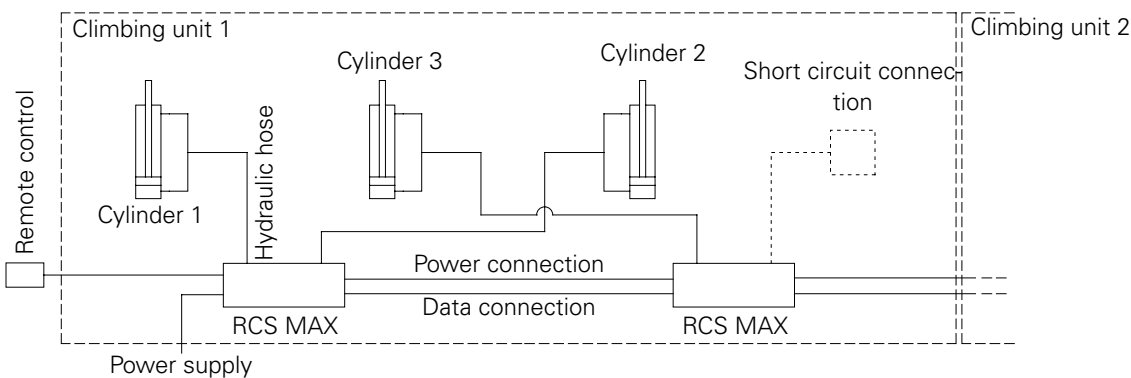 Climbing unit 1
Climbing unit 2
Cylinder 3
Cylinder 2
Short circuit connec-
tion
Remote control
Hydraulic hose
Cylinder 1
Power connection
Data connection
RCS MAX
RCS MAX
Power supply